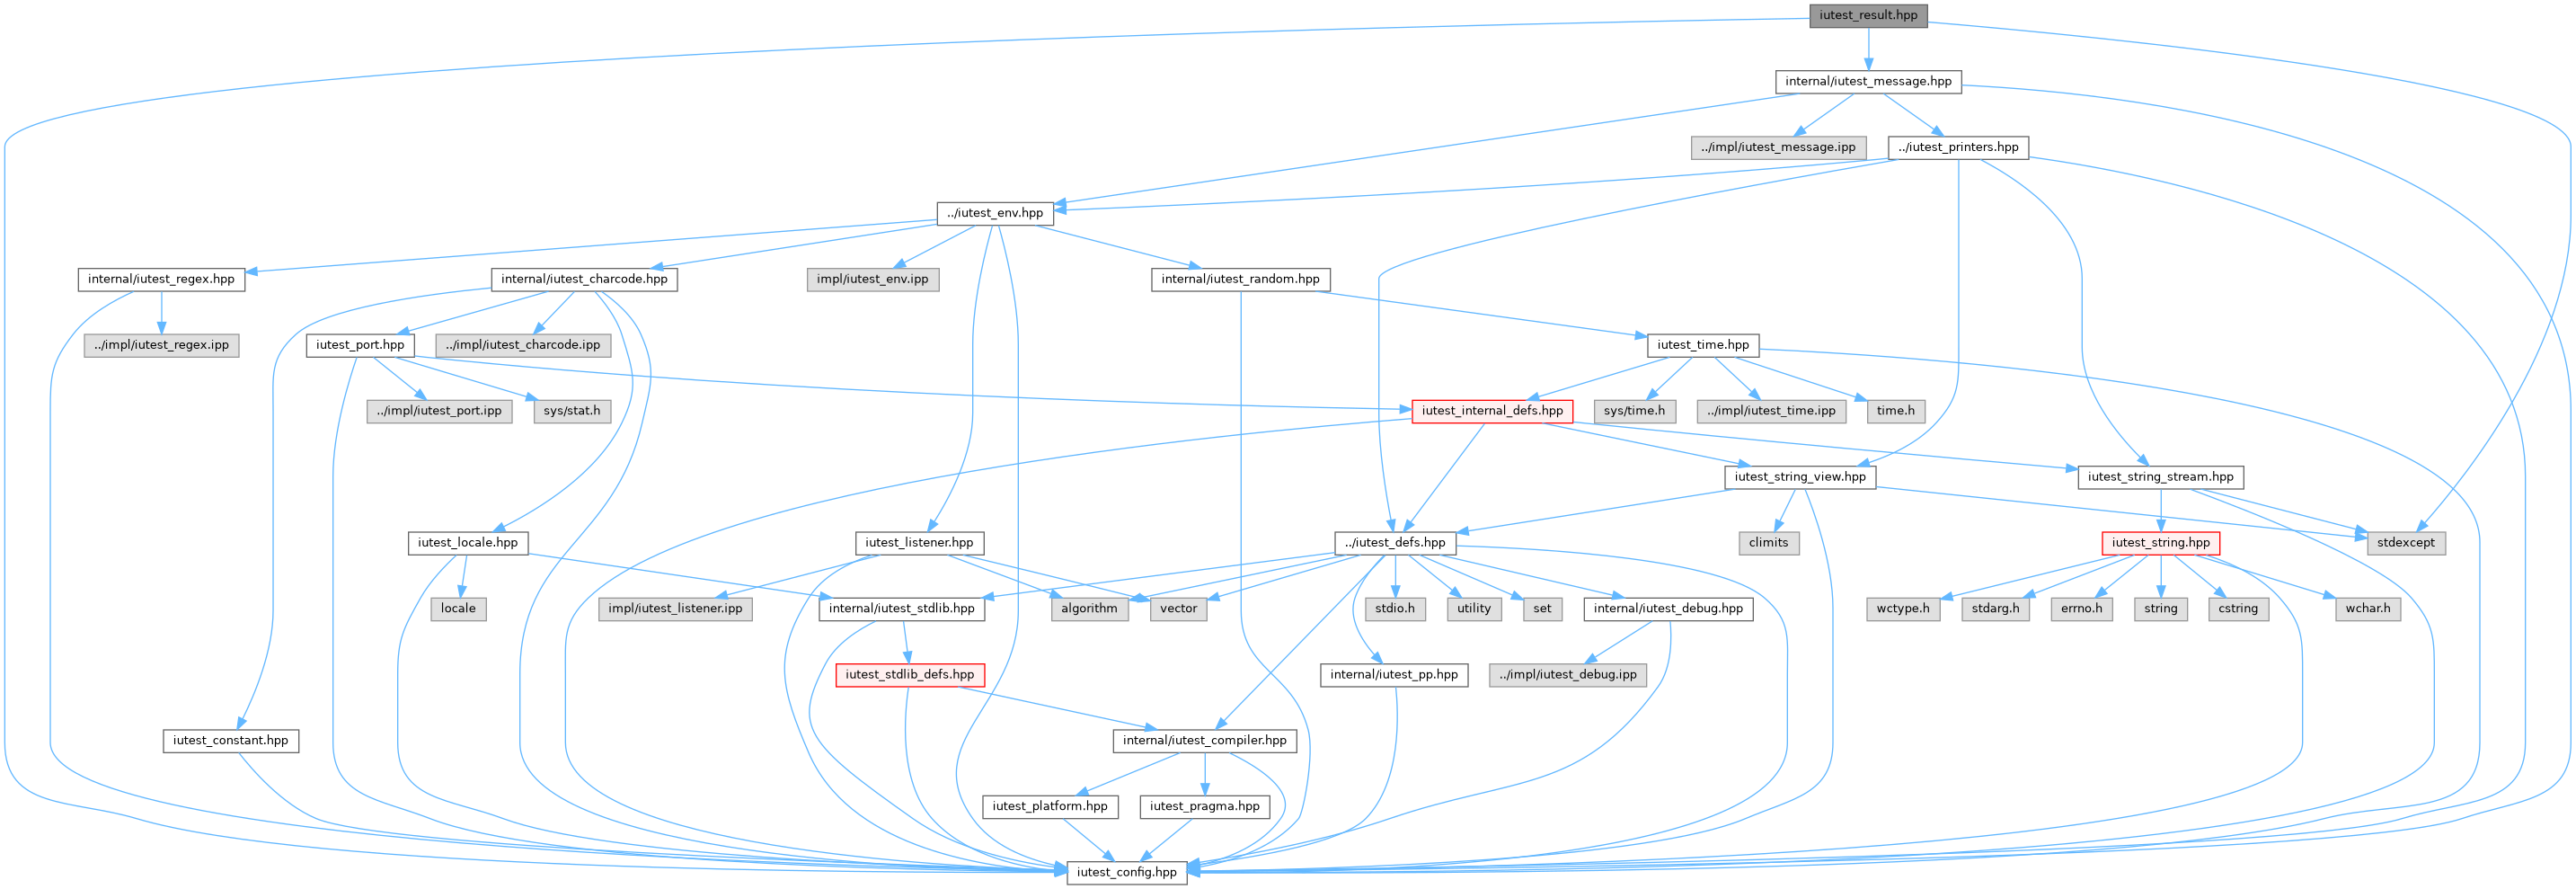 iutest_result.hpp
internal/iutest_message.hpp
../impl/iutest_message.ipp
../iutest_printers.hpp
../iutest_env.hpp
internal/iutest_regex.hpp
internal/iutest_charcode.hpp
impl/iutest_env.ipp
internal/iutest_random.hpp
../impl/iutest_regex.ipp
iutest_port.hpp
../impl/iutest_charcode.ipp
iutest_time.hpp
../impl/iutest_port.ipp
sys/stat.h
iutest_internal_defs.hpp
sys/time.h
../impl/iutest_time.ipp
time.h
iutest_string_view.hpp
iutest_string_stream.hpp
iutest_locale.hpp
iutest_listener.hpp
../iutest_defs.hpp
climits
iutest_string.hpp
stdexcept
locale
impl/iutest_listener.ipp
internal/iutest_stdlib.hpp
algorithm
vector
stdio.h
utility
set
internal/iutest_debug.hpp
wctype.h
stdarg.h
errno.h
string
cstring
wchar.h
iutest_stdlib_defs.hpp
internal/iutest_pp.hpp
../impl/iutest_debug.ipp
iutest_constant.hpp
internal/iutest_compiler.hpp
iutest_platform.hpp
iutest_pragma.hpp
iutest_config.hpp